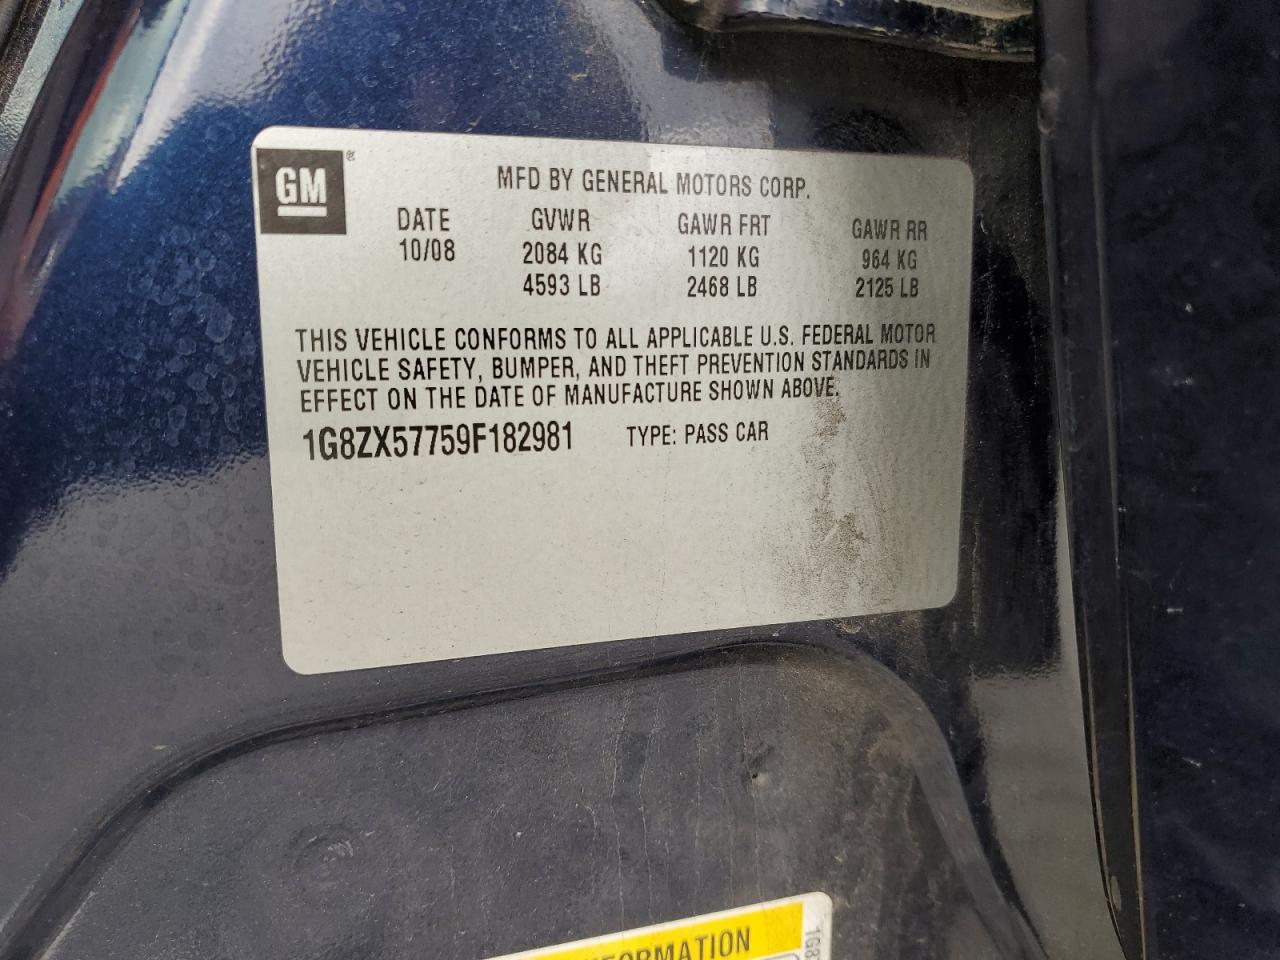 GM ®
MFD BY GENERAL MOTORS CORP.
DATE GVWR GAWR FRT GAWR RR
10/08 2084 KG 1120 KG 964 KG
4593 LB 2468 LB 2125 LB
THIS VEHICLE CONFORMS TO ALL APPLICABLE U.S. FEDERAL MOTOR
VEHICLE SAFETY, BUMPER, AND THEFT PREVENTION STANDARDS IN
EFFECT ON THE DATE OF MANUFACTURE SHOWN ABOVE.
1G8ZX57759F182981 TYPE: PASS CAR